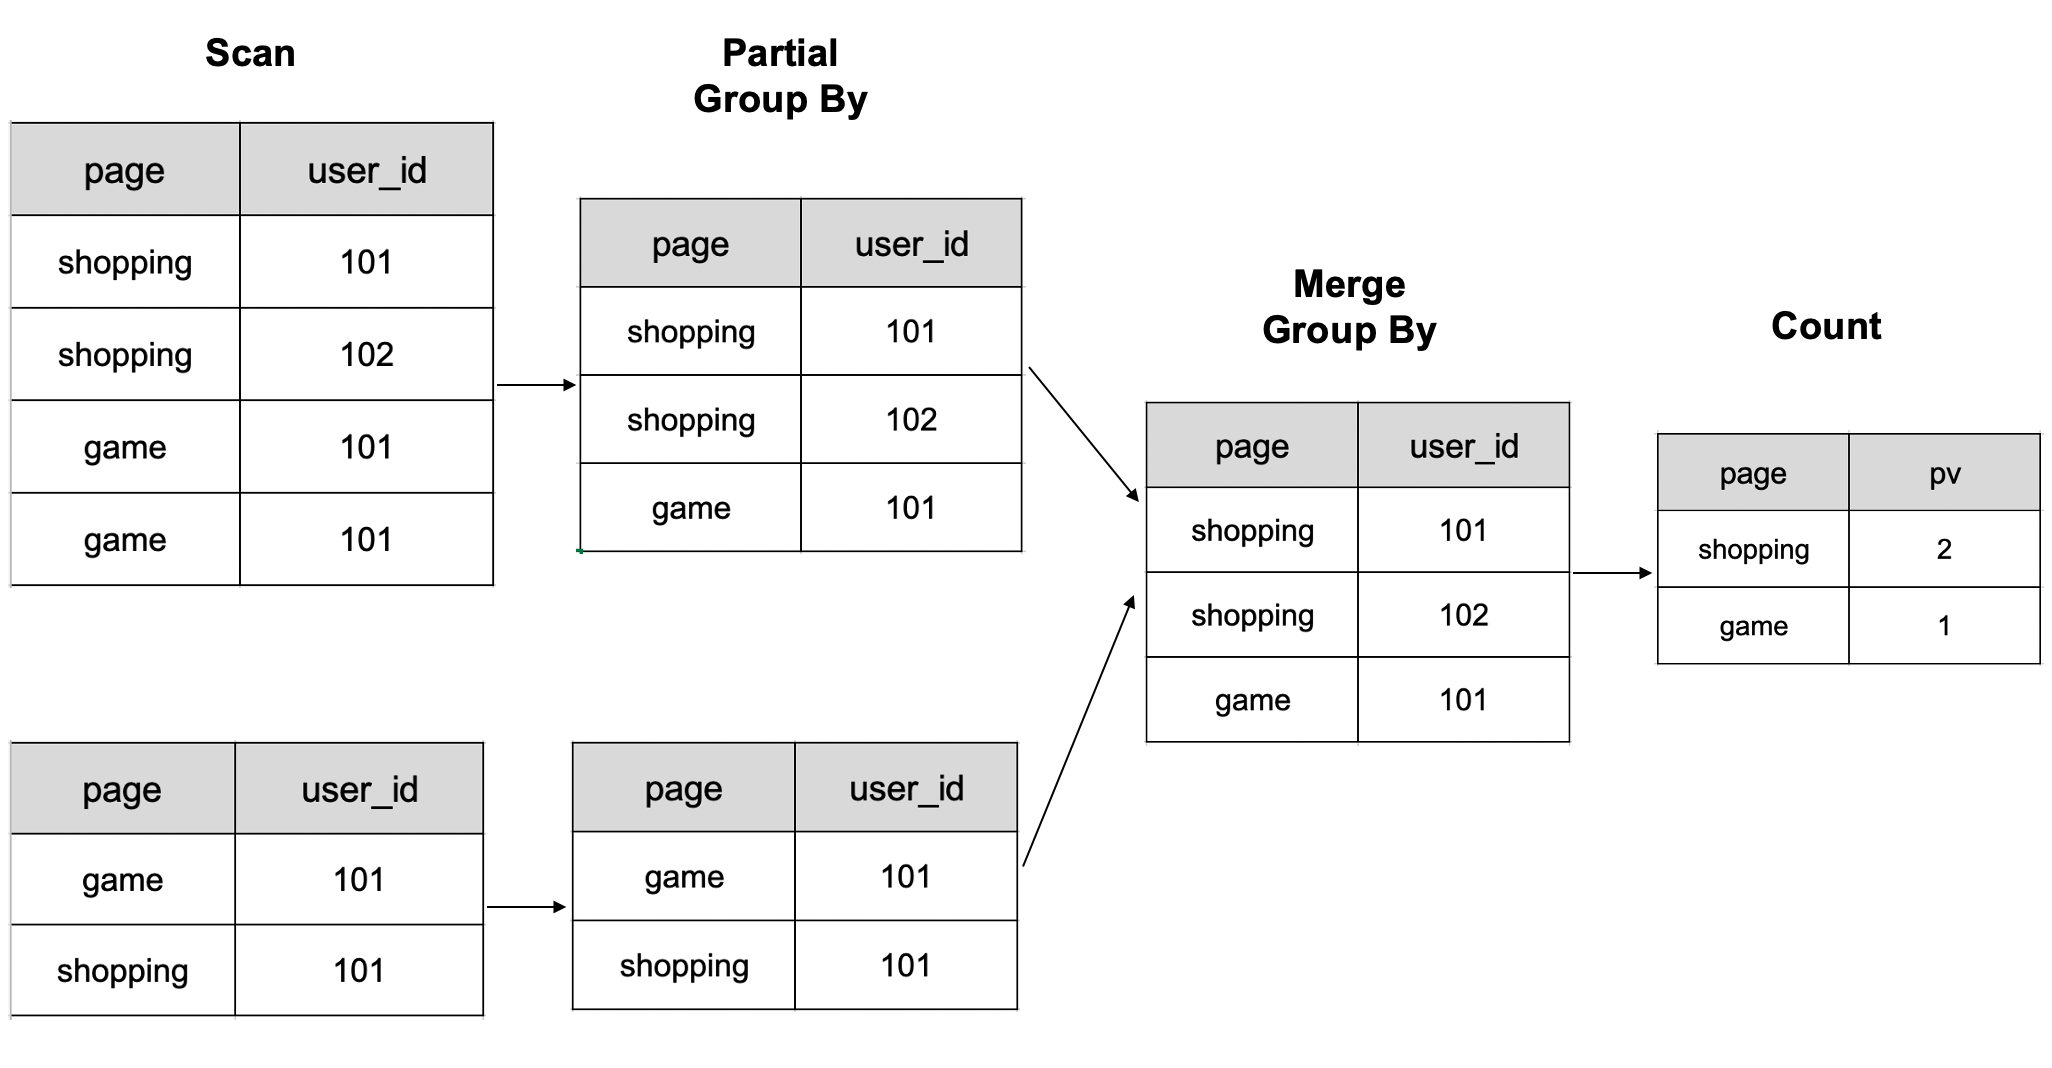 Scan
page user_id
shopping 101
shopping 102
game 101
game 101
page user_id
game 101
shopping 101
Partial
Group By
page user_id
shopping 101
shopping 102
game 101
page user_id
game 101
shopping 101
Merge
Group By
page user_id
shopping 101
shopping 102
game 101
Count
page pv
shopping 2
game 1